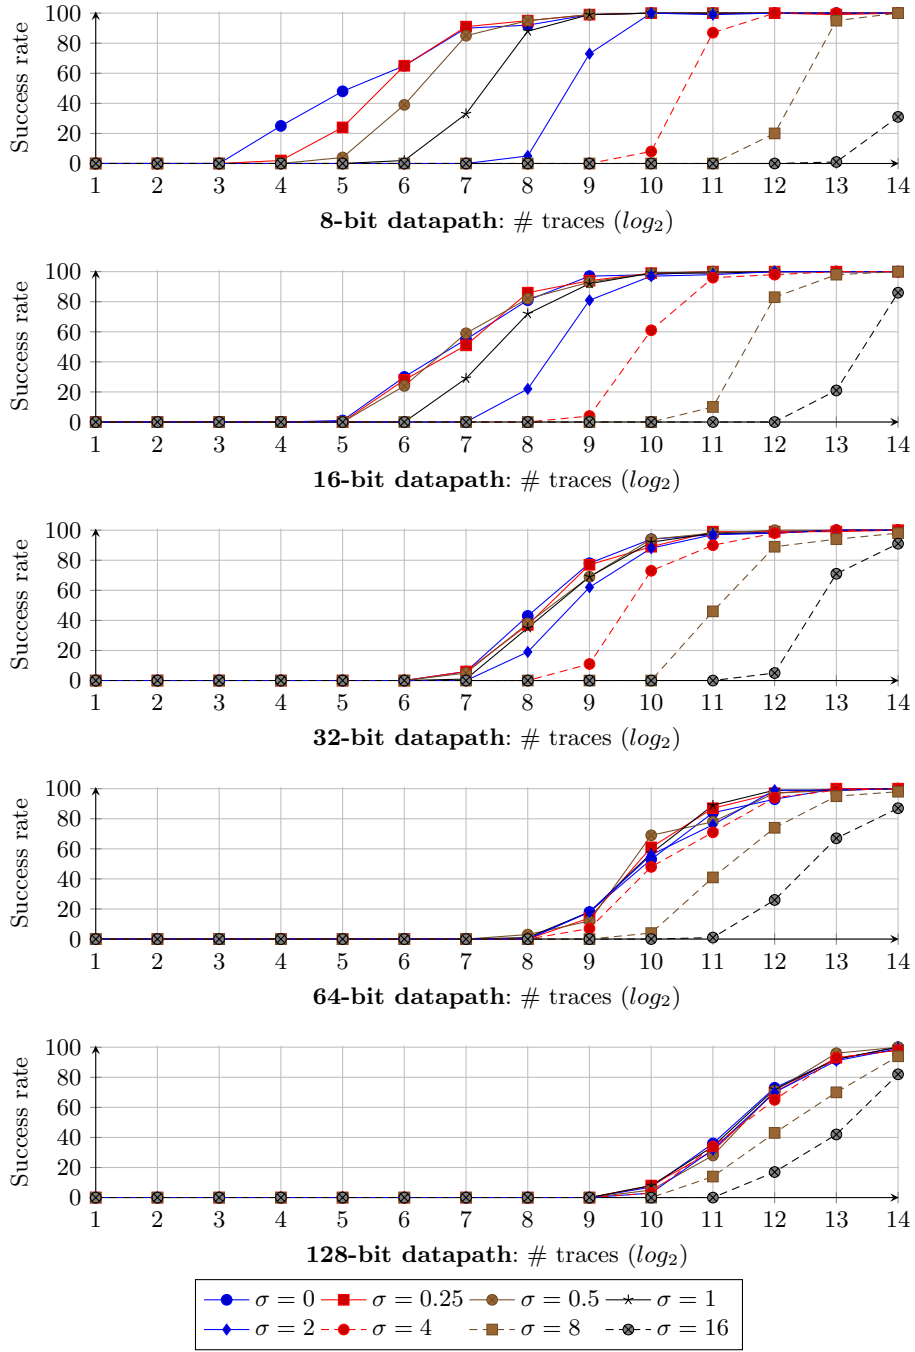 Success rate
100
80
60
40
20
0
1 2 3 4 5 6 7 8 9 10 11 12 13 14
8-bit datapath: # traces (log₂)
Success rate
100
80
60
40
20
0
1 2 3 4 5 6 7 8 9 10 11 12 13 14
16-bit datapath: # traces (log₂)
Success rate
100
80
60
40
20
0
1 2 3 4 5 6 7 8 9 10 11 12 13 14
32-bit datapath: # traces (log₂)
Success rate
100
80
60
40
20
0
1 2 3 4 5 6 7 8 9 10 11 12 13 14
64-bit datapath: # traces (log₂)
Success rate
100
80
60
40
20
0
1 2 3 4 5 6 7 8 9 10 11 12 13 14
128-bit datapath: # traces (log₂)
σ = 0 σ = 0.25 σ = 0.5 σ = 1
σ = 2 σ = 4 σ = 8 σ = 16